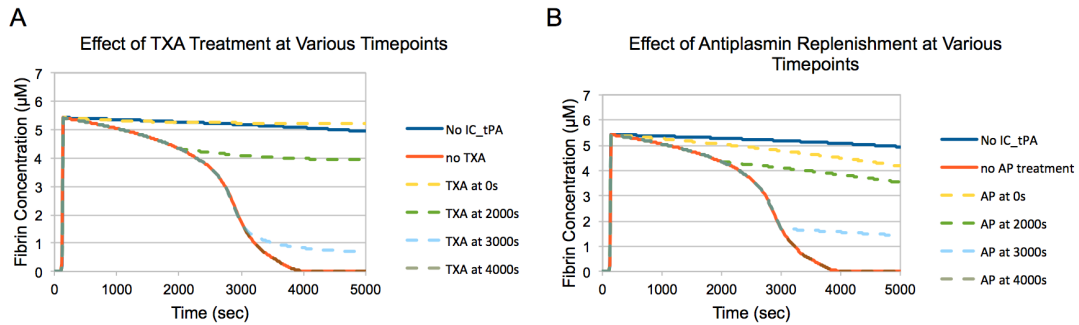 A
Effect of TXA Treatment at Various Timepoints
Fibrin Concentration (µM)
7
6
5
4
3
2
1
0
0 1000 2000 3000 4000 5000
Time (sec)
No IC_tPA
no TXA
TXA at 0s
TXA at 2000s
TXA at 3000s
TXA at 4000s
B
Effect of Antiplasmin Replenishment at Various
Timepoints
Fibrin Concentration (µM)
7
6
5
4
3
2
1
0
0 1000 2000 3000 4000 5000
Time (sec)
No IC_tPA
no AP treatment
AP at 0s
AP at 2000s
AP at 3000s
AP at 4000s